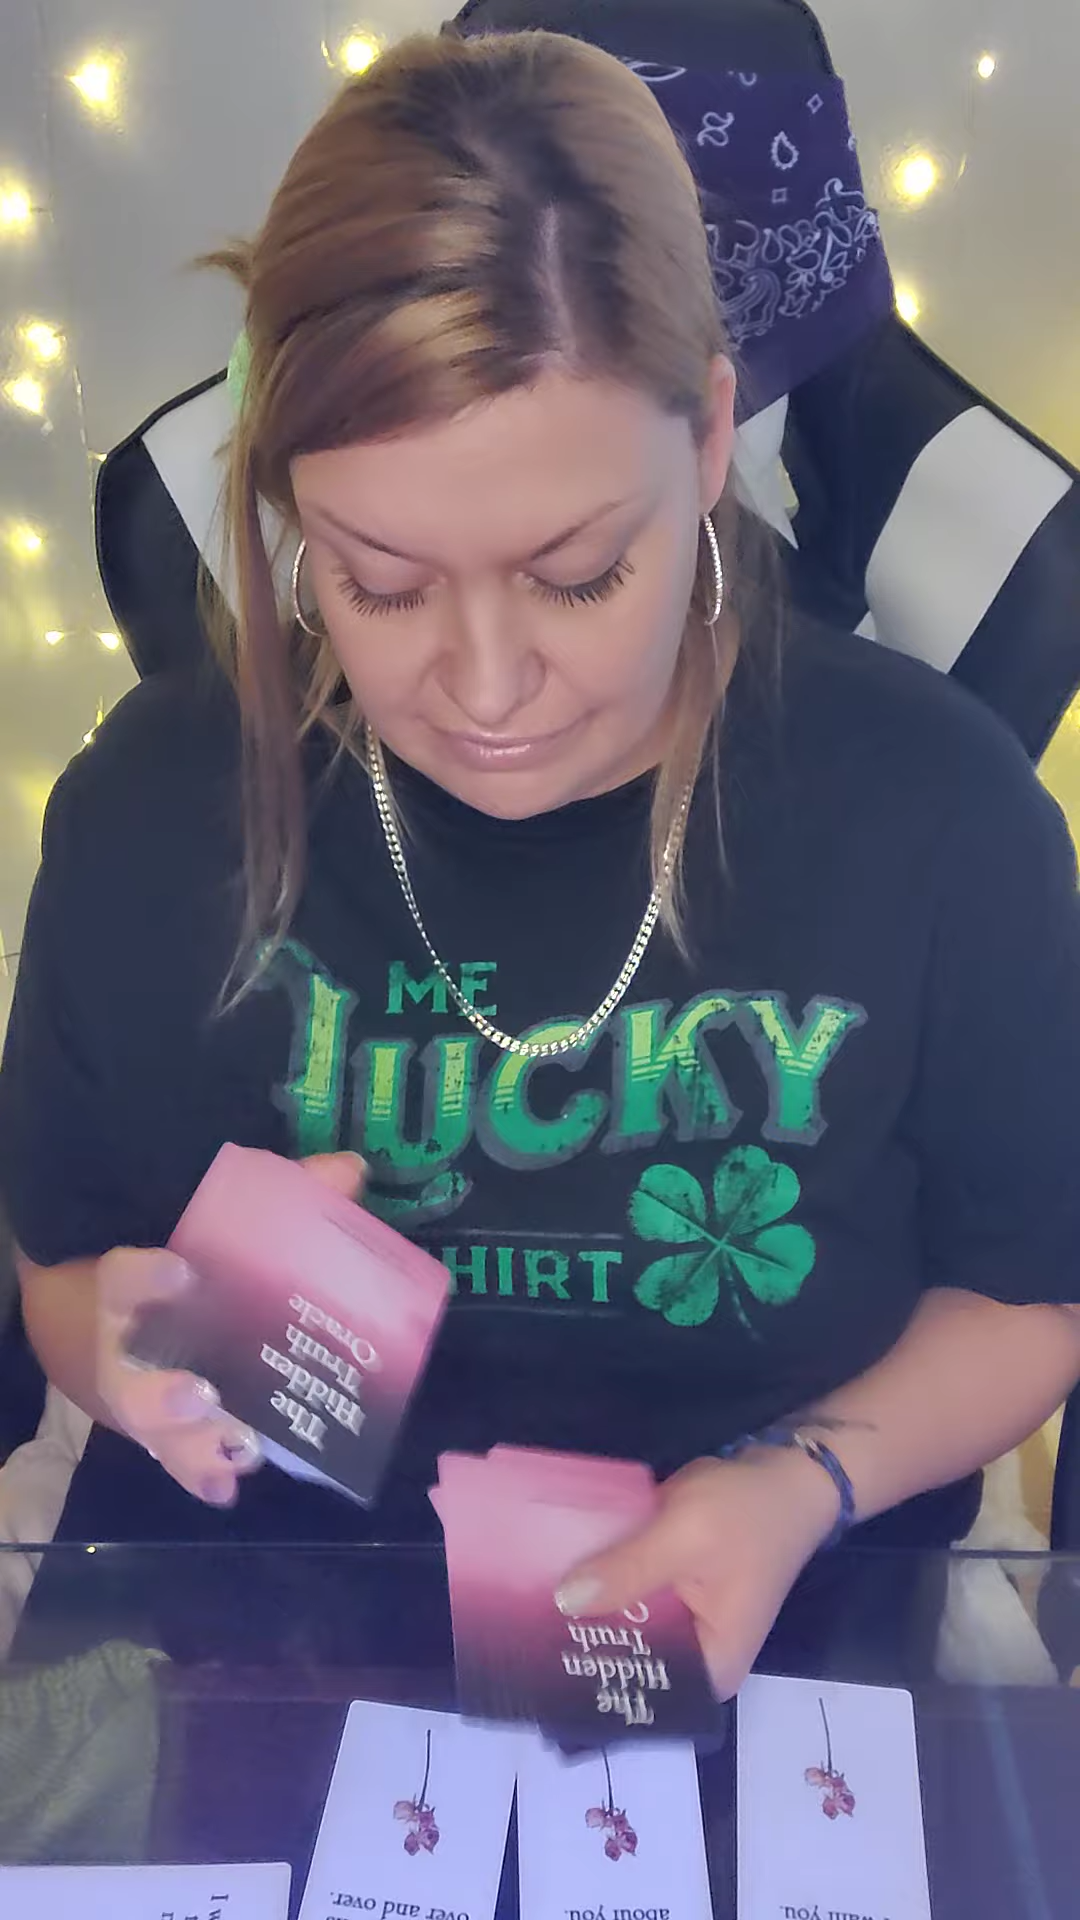 ME
LUCKY
HIRT
The
Hidden
Truth
Oracle
The
Hidden
Truth
over and over.
about you.
want you.
I w